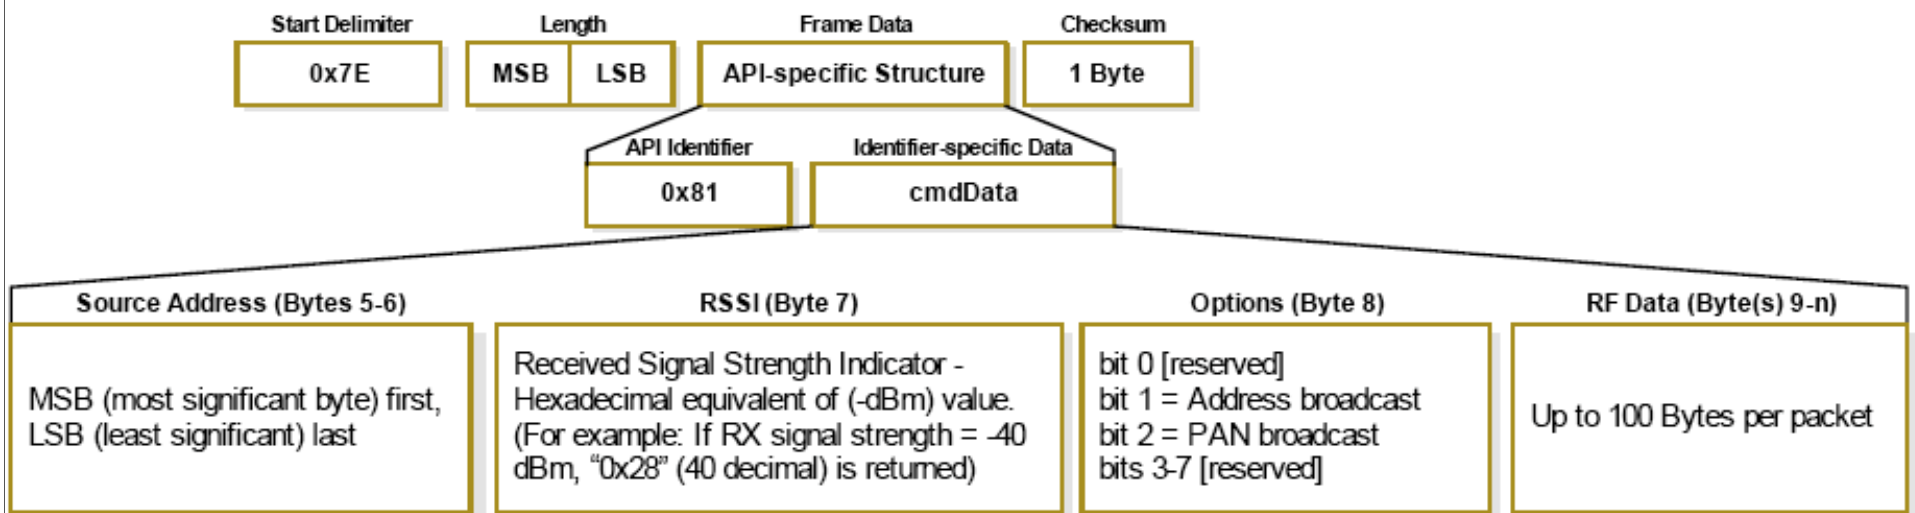 Start Delimiter Length Frame Data Checksum
0x7E MSB LSB API-specific Structure 1 Byte
API Identifier Identifier-specific Data
0x81 cmdData
Source Address (Bytes 5-6)
MSB (most significant byte) first,
LSB (least significant) last
RSSI (Byte 7)
Received Signal Strength Indicator -
Hexadecimal equivalent of (-dBm) value.
(For example: If RX signal strength = -40
dBm, “0x28” (40 decimal) is returned)
Options (Byte 8)
bit 0 [reserved]
bit 1 = Address broadcast
bit 2 = PAN broadcast
bits 3-7 [reserved]
RF Data (Byte(s) 9-n)
Up to 100 Bytes per packet